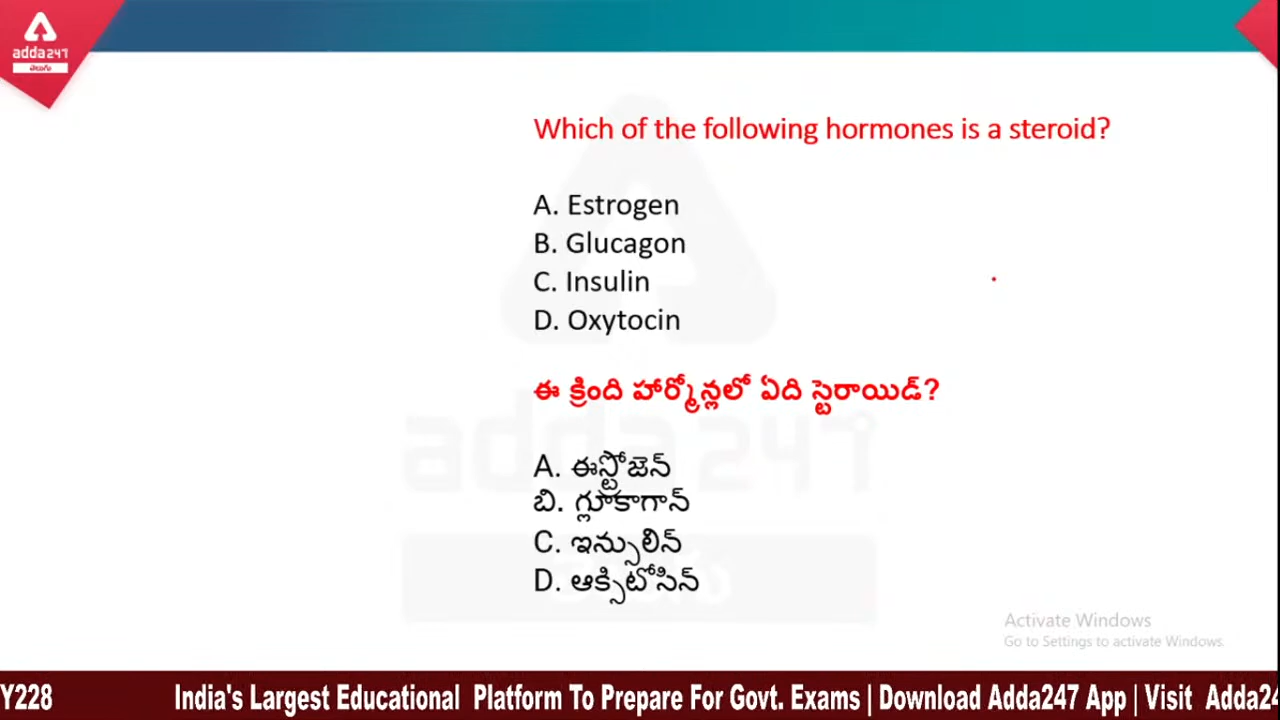 adda247
తెలుగు
Which of the following hormones is a steroid?
A. Estrogen
B. Glucagon
C. Insulin
D. Oxytocin
ఈ క్రింది హార్మోన్లలో ఏది స్టెరాయిడ్?
A. ఈస్ట్రోజెన్
బి. గ్లూకాగాన్
C. ఇన్సులిన్
D. ఆక్సిటోసిన్
adda247
తెలుగు
Activate Windows
Go to Settings to activate Windows.
Y228 India's Largest Educational Platform To Prepare For Govt. Exams | Download Adda247 App | Visit Adda24